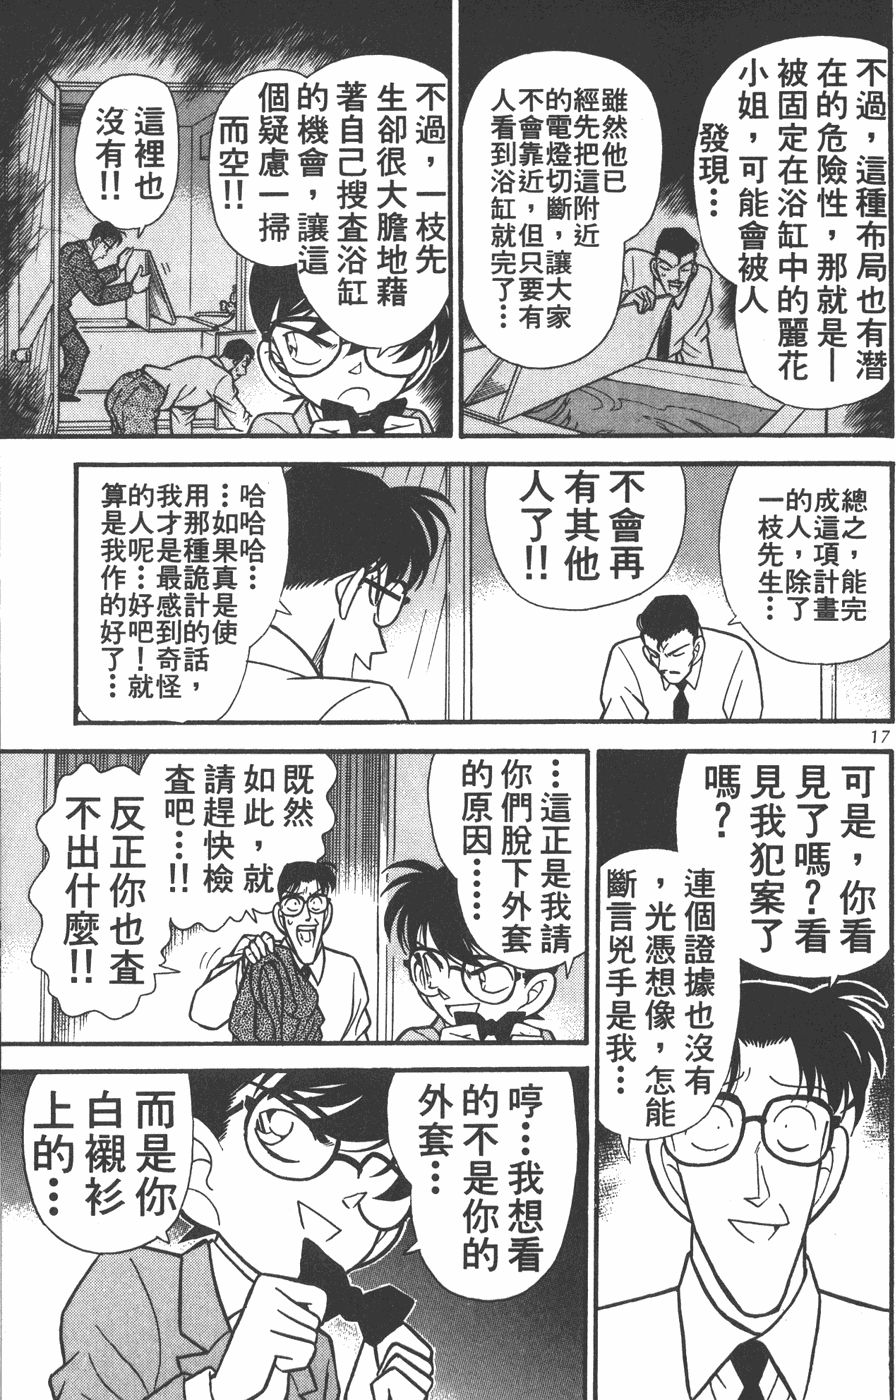 不過，這種布局也有潛
在的危險性，那就是—
被固定在浴缸中的麗花
小姐，可能會被人
發現…
雖然他已
經先把這附近
的電燈切斷，讓大家
不會靠近，但只要有
人看到浴缸就完了…
不過，一枝先
生卻很大膽地藉
著自己搜查浴缸
的機會，讓這
個疑慮一掃
而空!!
這裡也
沒有!!
總之，能完
成這項計畫
的人，除了
一枝先生…
不會再
有其他
人了!!
哈哈哈…
…如果真是使
用那種詭計的話，
我才是最感到奇怪
的人呢…好吧！就
算是我作的好了…
17
可是，你看
見了嗎？看
見我犯案了
嗎？
連個證據也沒有
，光憑想像，怎能
斷言兇手是我…
…這正是我請
你們脫下外套
的原因……
既然
如此，就
請趕快檢
查吧…!!
反正你也查
不出什麼!!
哼…我想看
的不是你的
外套…
而是你
白襯衫
上的…